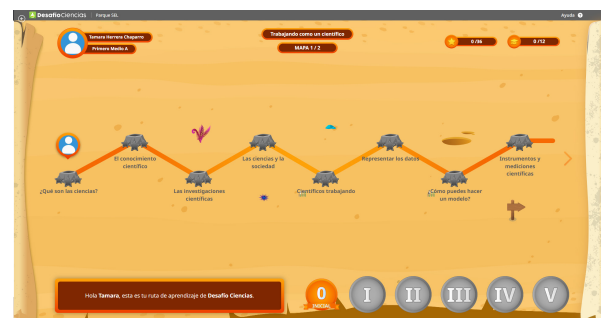 DesafíoCiencias Parque SEL
Ayuda ?
Tamara Herrera Chaparro
Primero Medio A
Trabajando como un científico
MAPA 1 / 2
0 /36
0 /12
¿Qué son las ciencias?
El conocimiento
científico
Las investigaciones
científicas
Las ciencias y la
sociedad
Científicos trabajando
Representar los datos
¿Cómo puedes hacer
un modelo?
Instrumentos y
mediciones
científicas
Hola Tamara, esta es tu ruta de aprendizaje de Desafío Ciencias.
0
INICIAL
I
II
III
IV
V